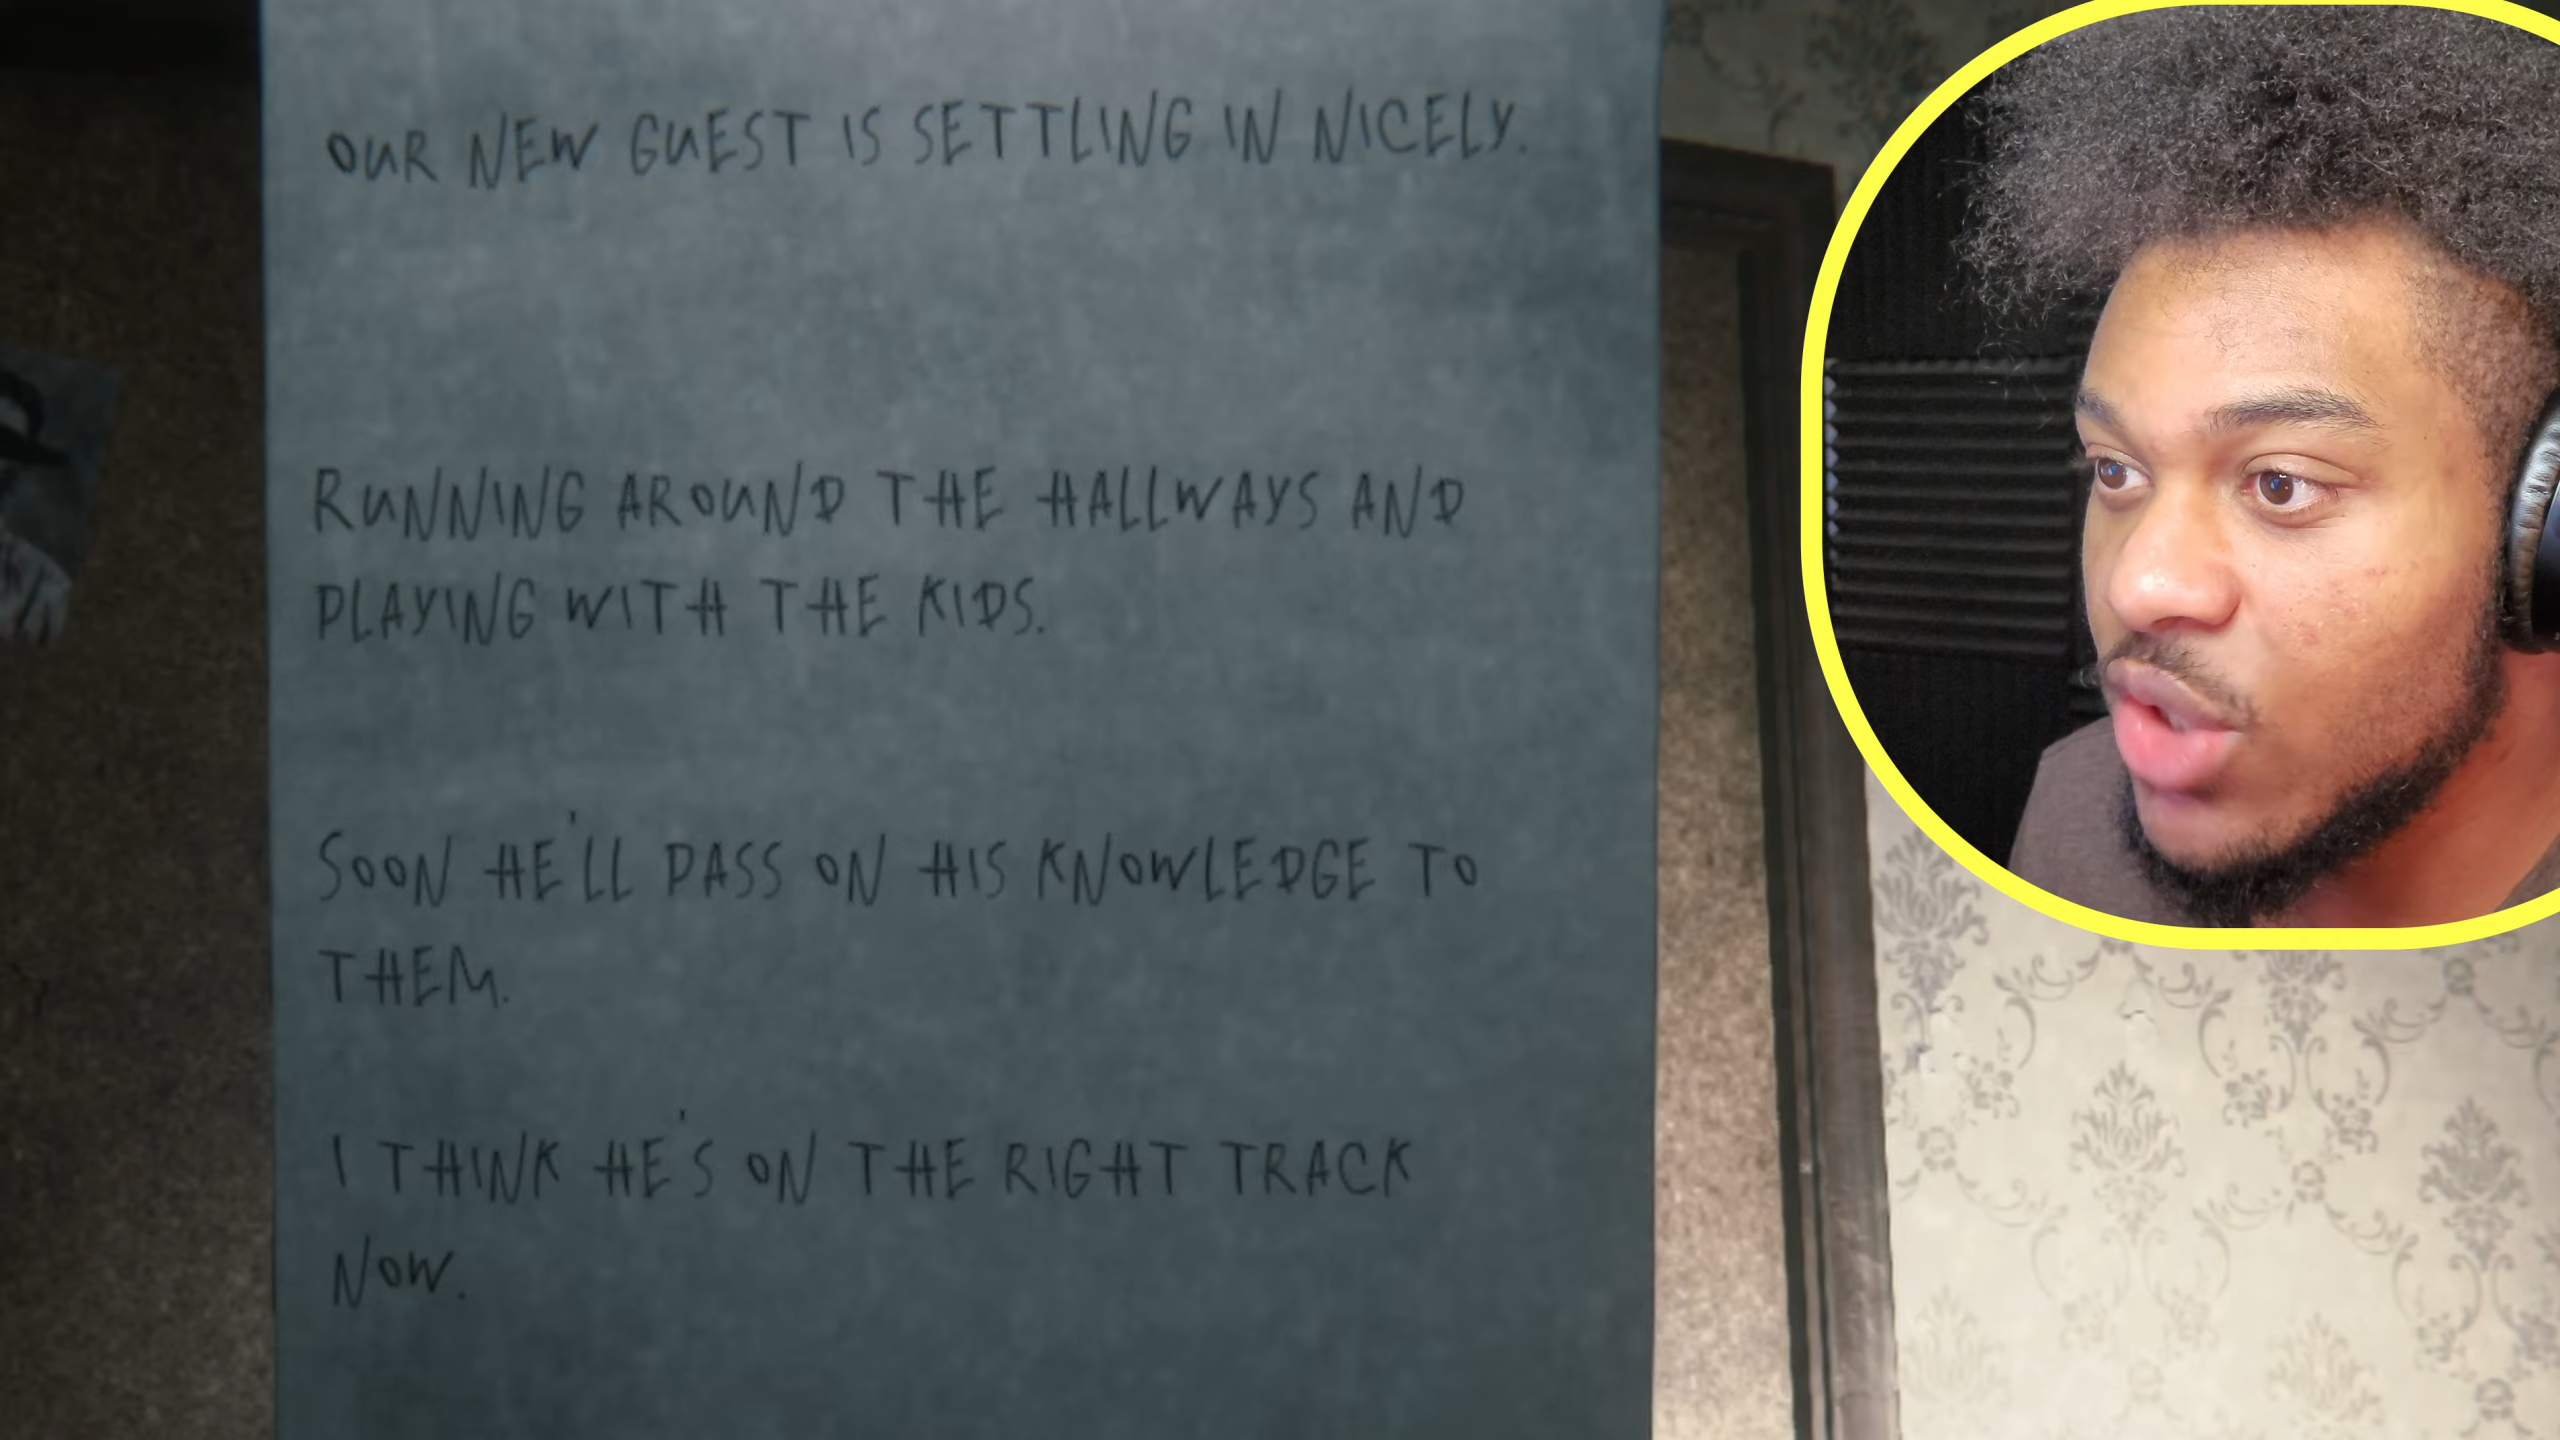 OUR NEW GUEST IS SETTLING IN NICELY.
RUNNING AROUND THE HALLWAYS AND
PLAYING WITH THE KIDS.
SOON HE'LL PASS ON HIS KNOWLEDGE TO
THEM.
I THINK HE'S ON THE RIGHT TRACK
NOW.